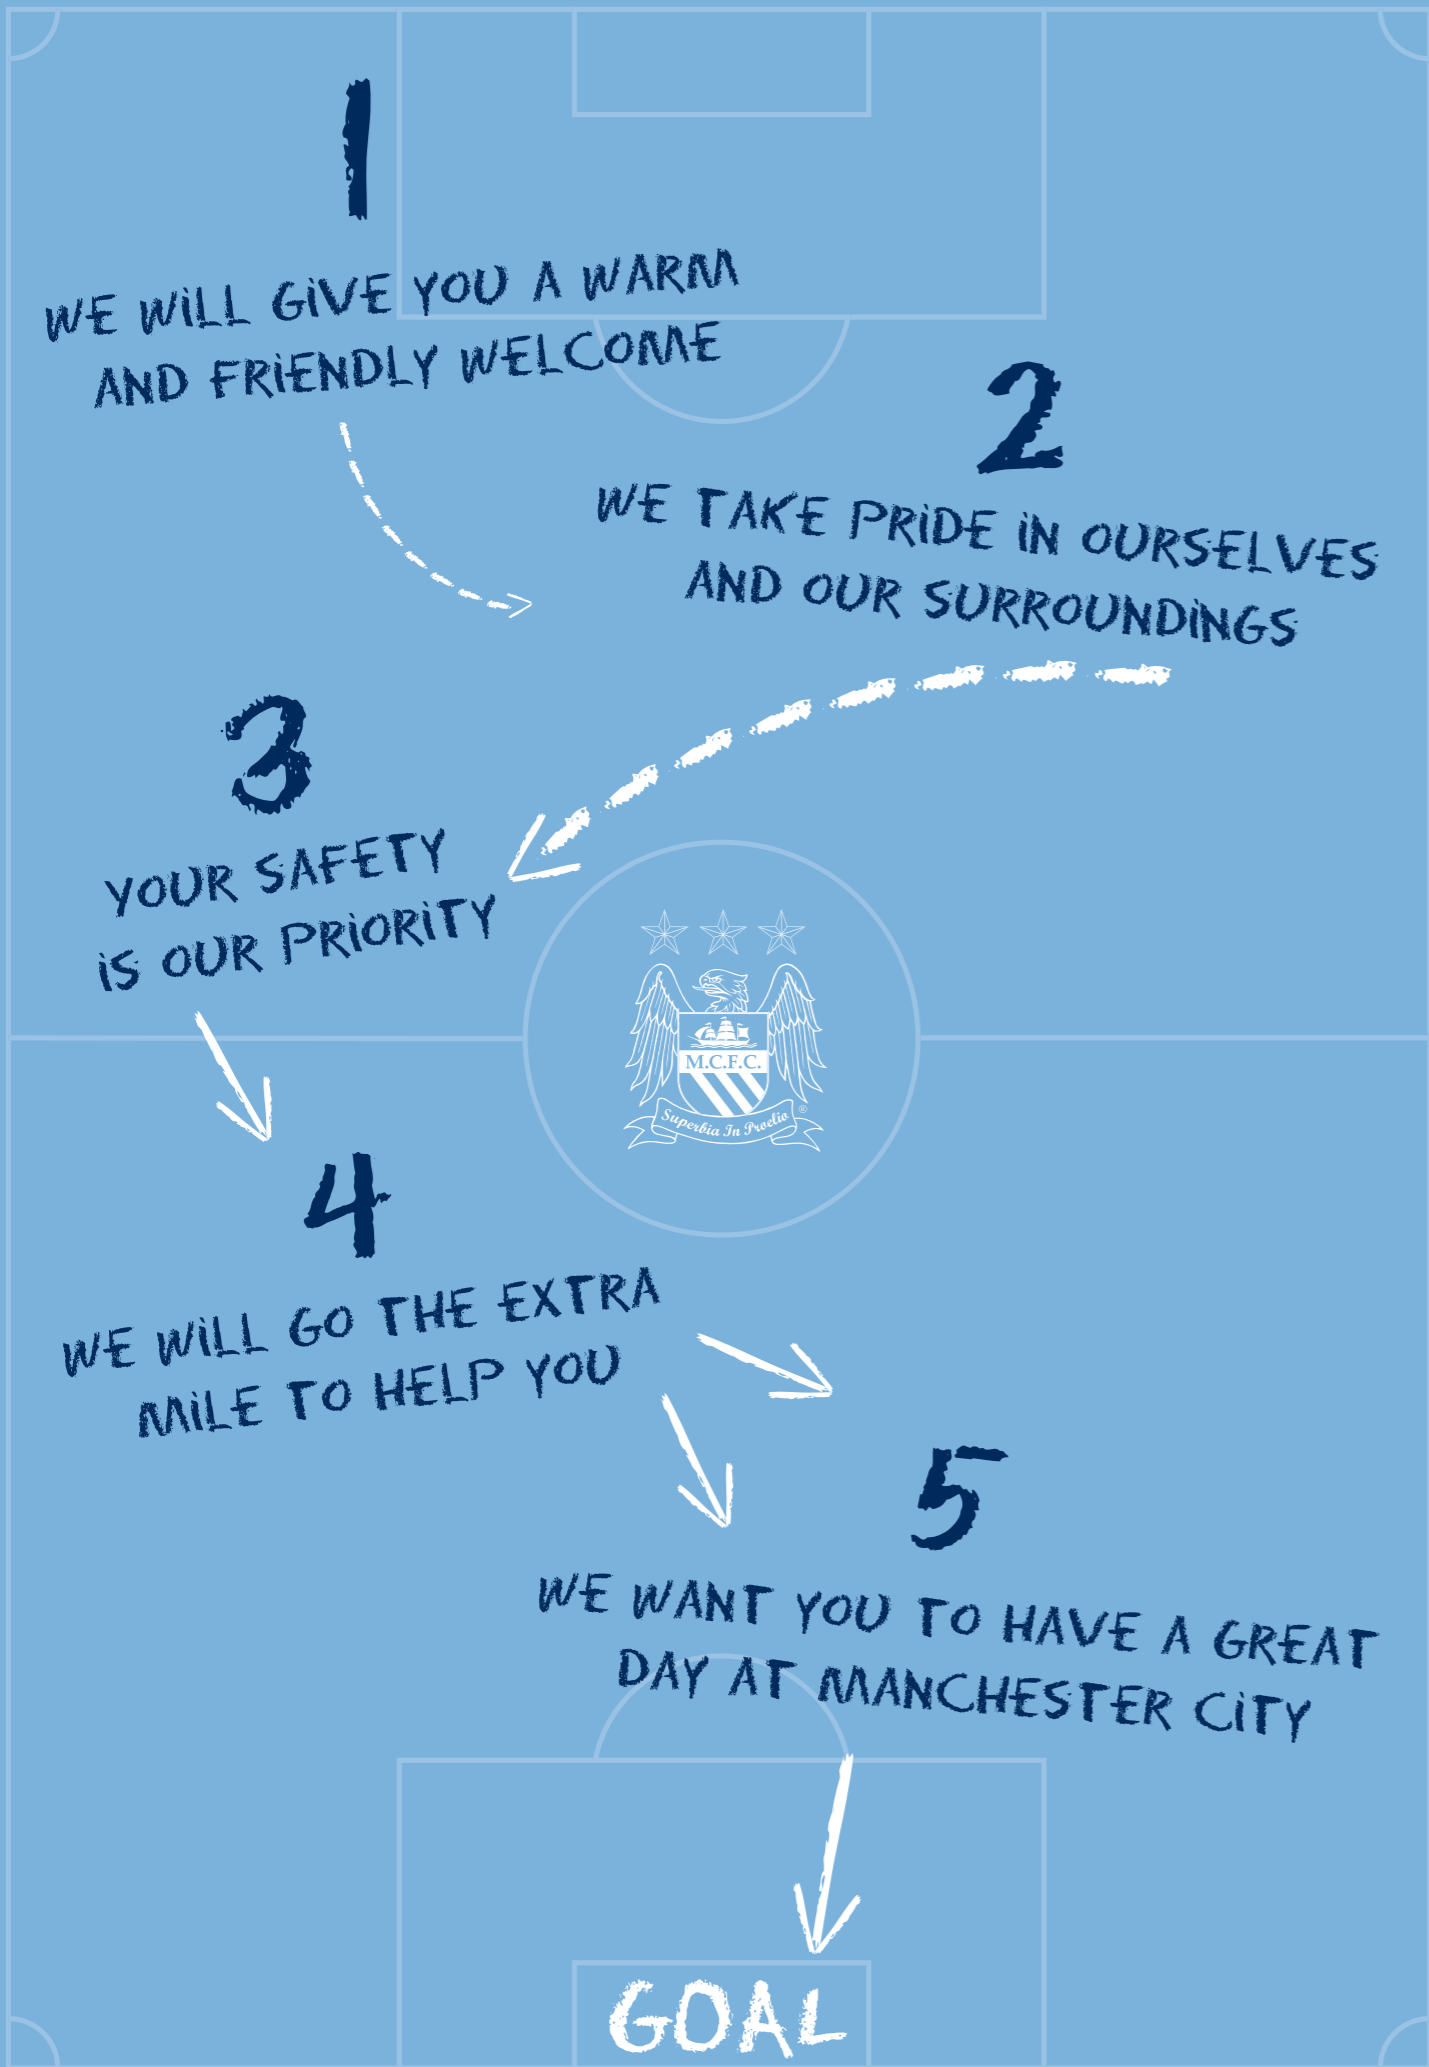 1
WE WILL GIVE YOU A WARM
AND FRIENDLY WELCOME
2
WE TAKE PRIDE IN OURSELVES
AND OUR SURROUNDINGS
3
YOUR SAFETY
IS OUR PRIORITY
M.C.F.C.
Superbia In Proelio
®
4
WE WILL GO THE EXTRA
MILE TO HELP YOU
5
WE WANT YOU TO HAVE A GREAT
DAY AT MANCHESTER CITY
GOAL